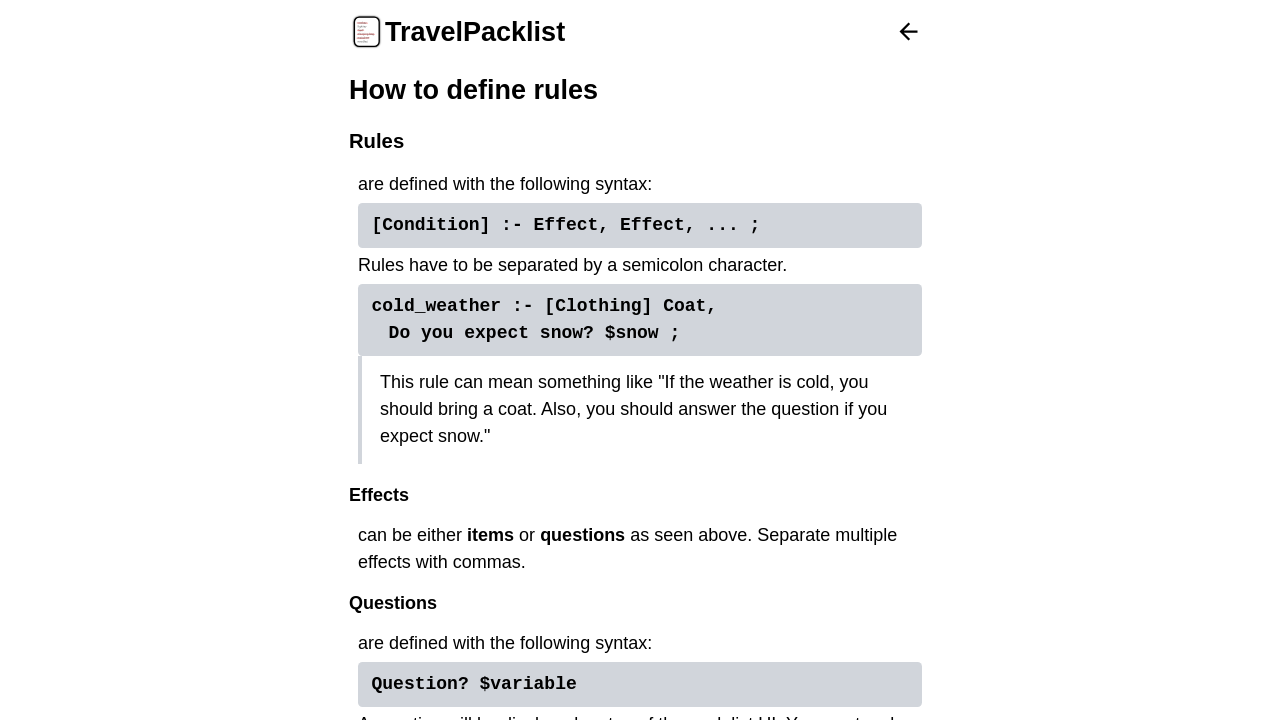 TravelPacklist
How to define rules
Rules
are defined with the following syntax:
[Condition] :- Effect, Effect, ... ;
Rules have to be separated by a semicolon character.
cold_weather :- [Clothing] Coat,
Do you expect snow? $snow ;
This rule can mean something like "If the weather is cold, you
should bring a coat. Also, you should answer the question if you
expect snow."
Effects
can be either items or questions as seen above. Separate multiple
effects with commas.
Questions
are defined with the following syntax:
Question? $variable